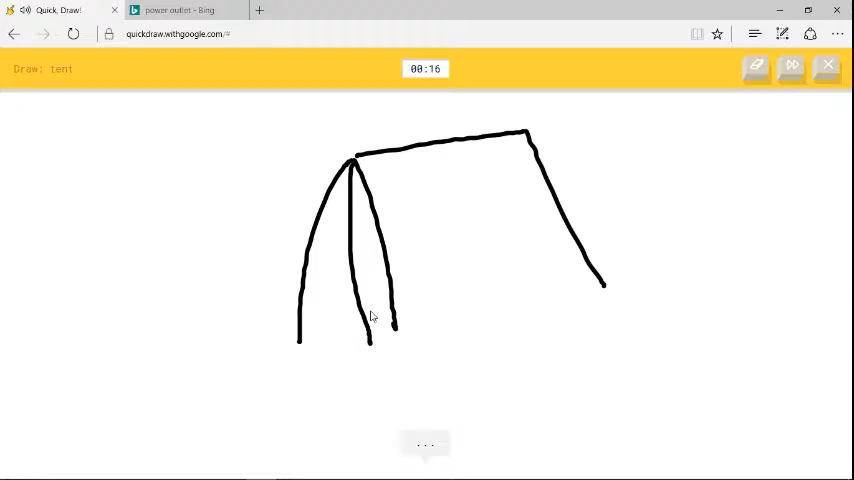 Quick, Draw!
power outlet - Bing
quickdraw.withgoogle.com/#
Draw: tent
00:16
...